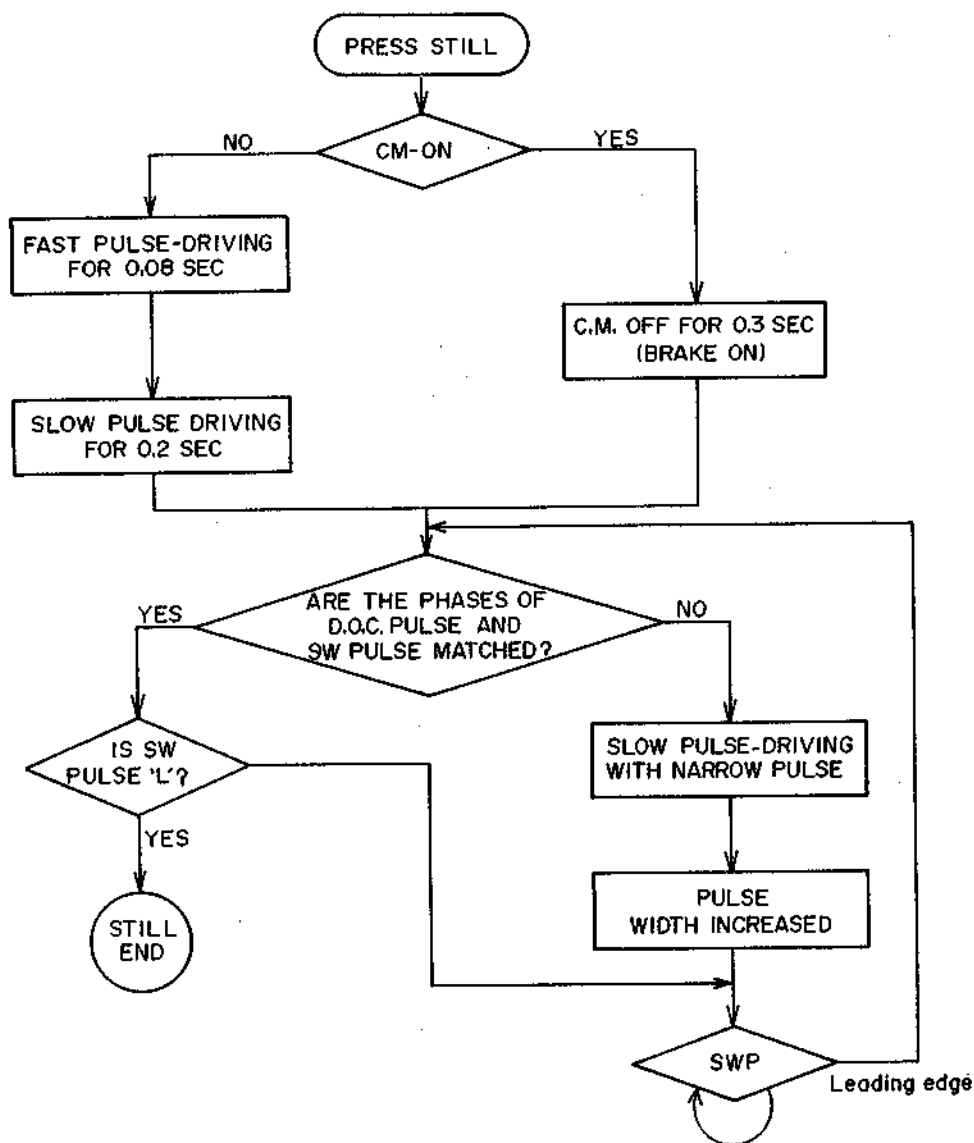 PRESS STILL
CM-ON
NO
YES
FAST PULSE-DRIVING
FOR 0.08 SEC
C.M. OFF FOR 0.3 SEC
(BRAKE ON)
SLOW PULSE DRIVING
FOR 0.2 SEC
ARE THE PHASES OF
D.O.C. PULSE AND
SW PULSE MATCHED?
YES
NO
IS SW
PULSE 'L'?
SLOW PULSE-DRIVING
WITH NARROW PULSE
YES
PULSE
WIDTH INCREASED
STILL
END
SWP
Leading edge